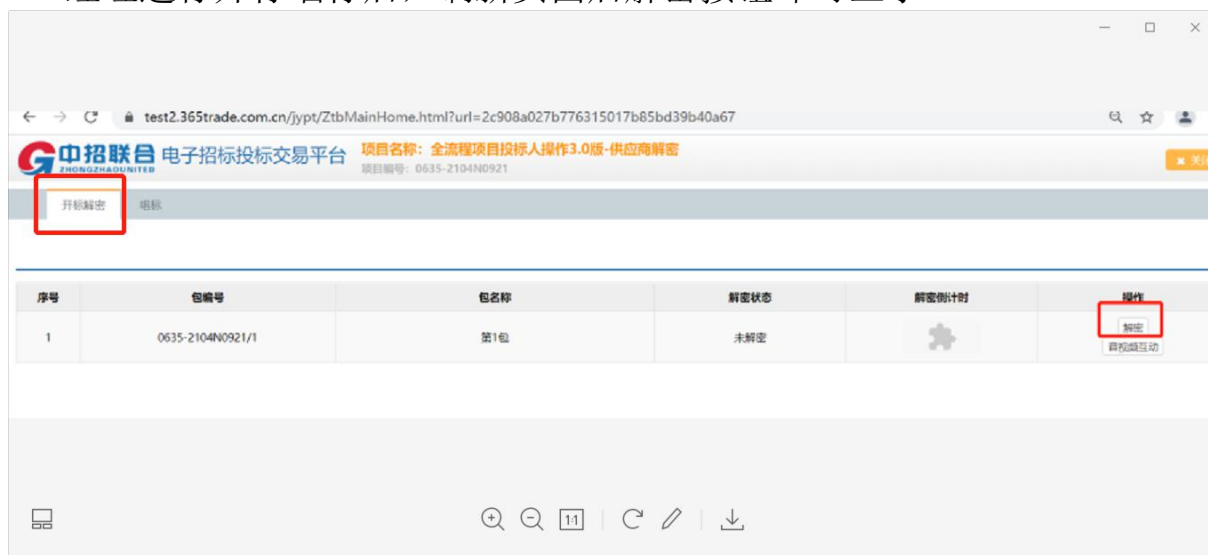 test2.365trade.com.cn/jypt/ZtbMainHome.html?url=2c908a027b776315017b85bd39b40a67
中招联合 电子招标投标交易平台
ZHONGZHAOUNITED
项目名称：全流程项目投标人操作3.0版-供应商解密
项目编号：0635-2104N0921
开标解密 唱标
序号 包编号 包名称 解密状态 解密倒计时 操作
1 0635-2104N0921/1 第1包 未解密 解密
音视频互动
1:1